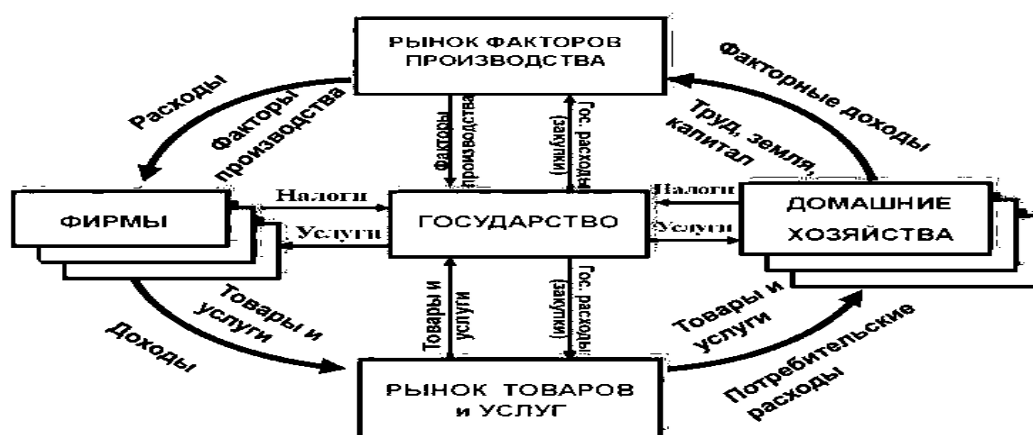 РЫНОК ФАКТОРОВ
ПРОИЗВОДСТВА
Расходы
Факторы
производства
Факторы
производства
Гос. расходы
(закупки)
Факторные доходы
Труд, земля,
капитал
ФИРМЫ
Налоги
Услуги
ГОСУДАРСТВО
Налоги
Услуги
ДОМАШНИЕ
ХОЗЯЙСТВА
Доходы
Товары и
услуги
Товары и
услуги
Гос. расходы
(закупки)
Товары и
услуги
Потребительские
расходы
РЫНОК ТОВАРОВ
и УСЛУГ